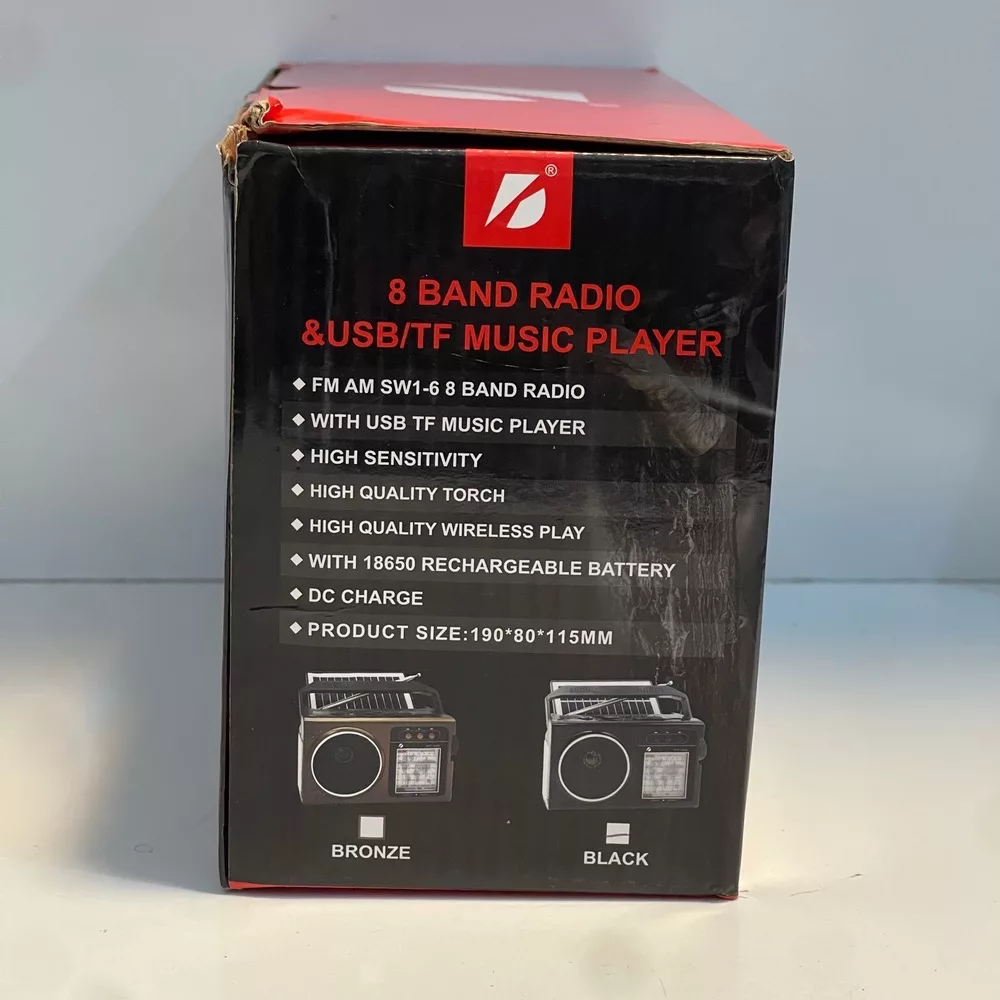 ®
8 BAND RADIO
&USB/TF MUSIC PLAYER
◆ FM AM SW1-6 8 BAND RADIO
◆ WITH USB TF MUSIC PLAYER
◆ HIGH SENSITIVITY
◆ HIGH QUALITY TORCH
◆ HIGH QUALITY WIRELESS PLAY
◆ WITH 18650 RECHARGEABLE BATTERY
◆ DC CHARGE
◆ PRODUCT SIZE:190*80*115MM
BRONZE
BLACK